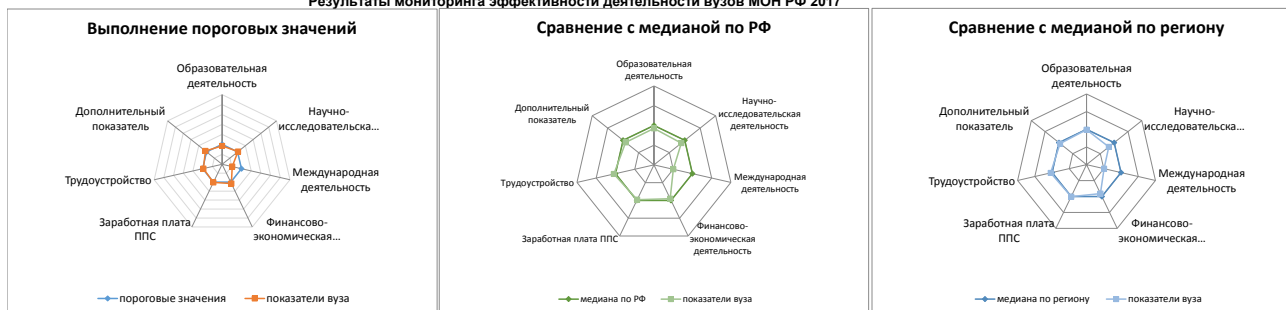 Результаты мониторинга эффективности деятельности вузов МОН РФ 2017
Выполнение пороговых значений
Образовательная
деятельность
Научно-
исследовательска...
Международная
деятельность
Финансово-
экономическая...
Заработная плата
ППС
Трудоустройство
Дополнительный
показатель
пороговые значения
показатели вуза
Сравнение с медианой по РФ
Образовательная
деятельность
Научно-
исследовательская
деятельность
Международная
деятельность
Финансово-
экономическая
деятельность
Заработная плата ППС
Трудоустройство
Дополнительный
показатель
медиана по РФ
показатели вуза
Сравнение с медианой по региону
Образовательная
деятельность
Научно-
исследовательска...
Международная
деятельность
Финансово-
экономическая...
Заработная плата
ППС
Трудоустройство
Дополнительный
показатель
медиана по региону
показатели вуза